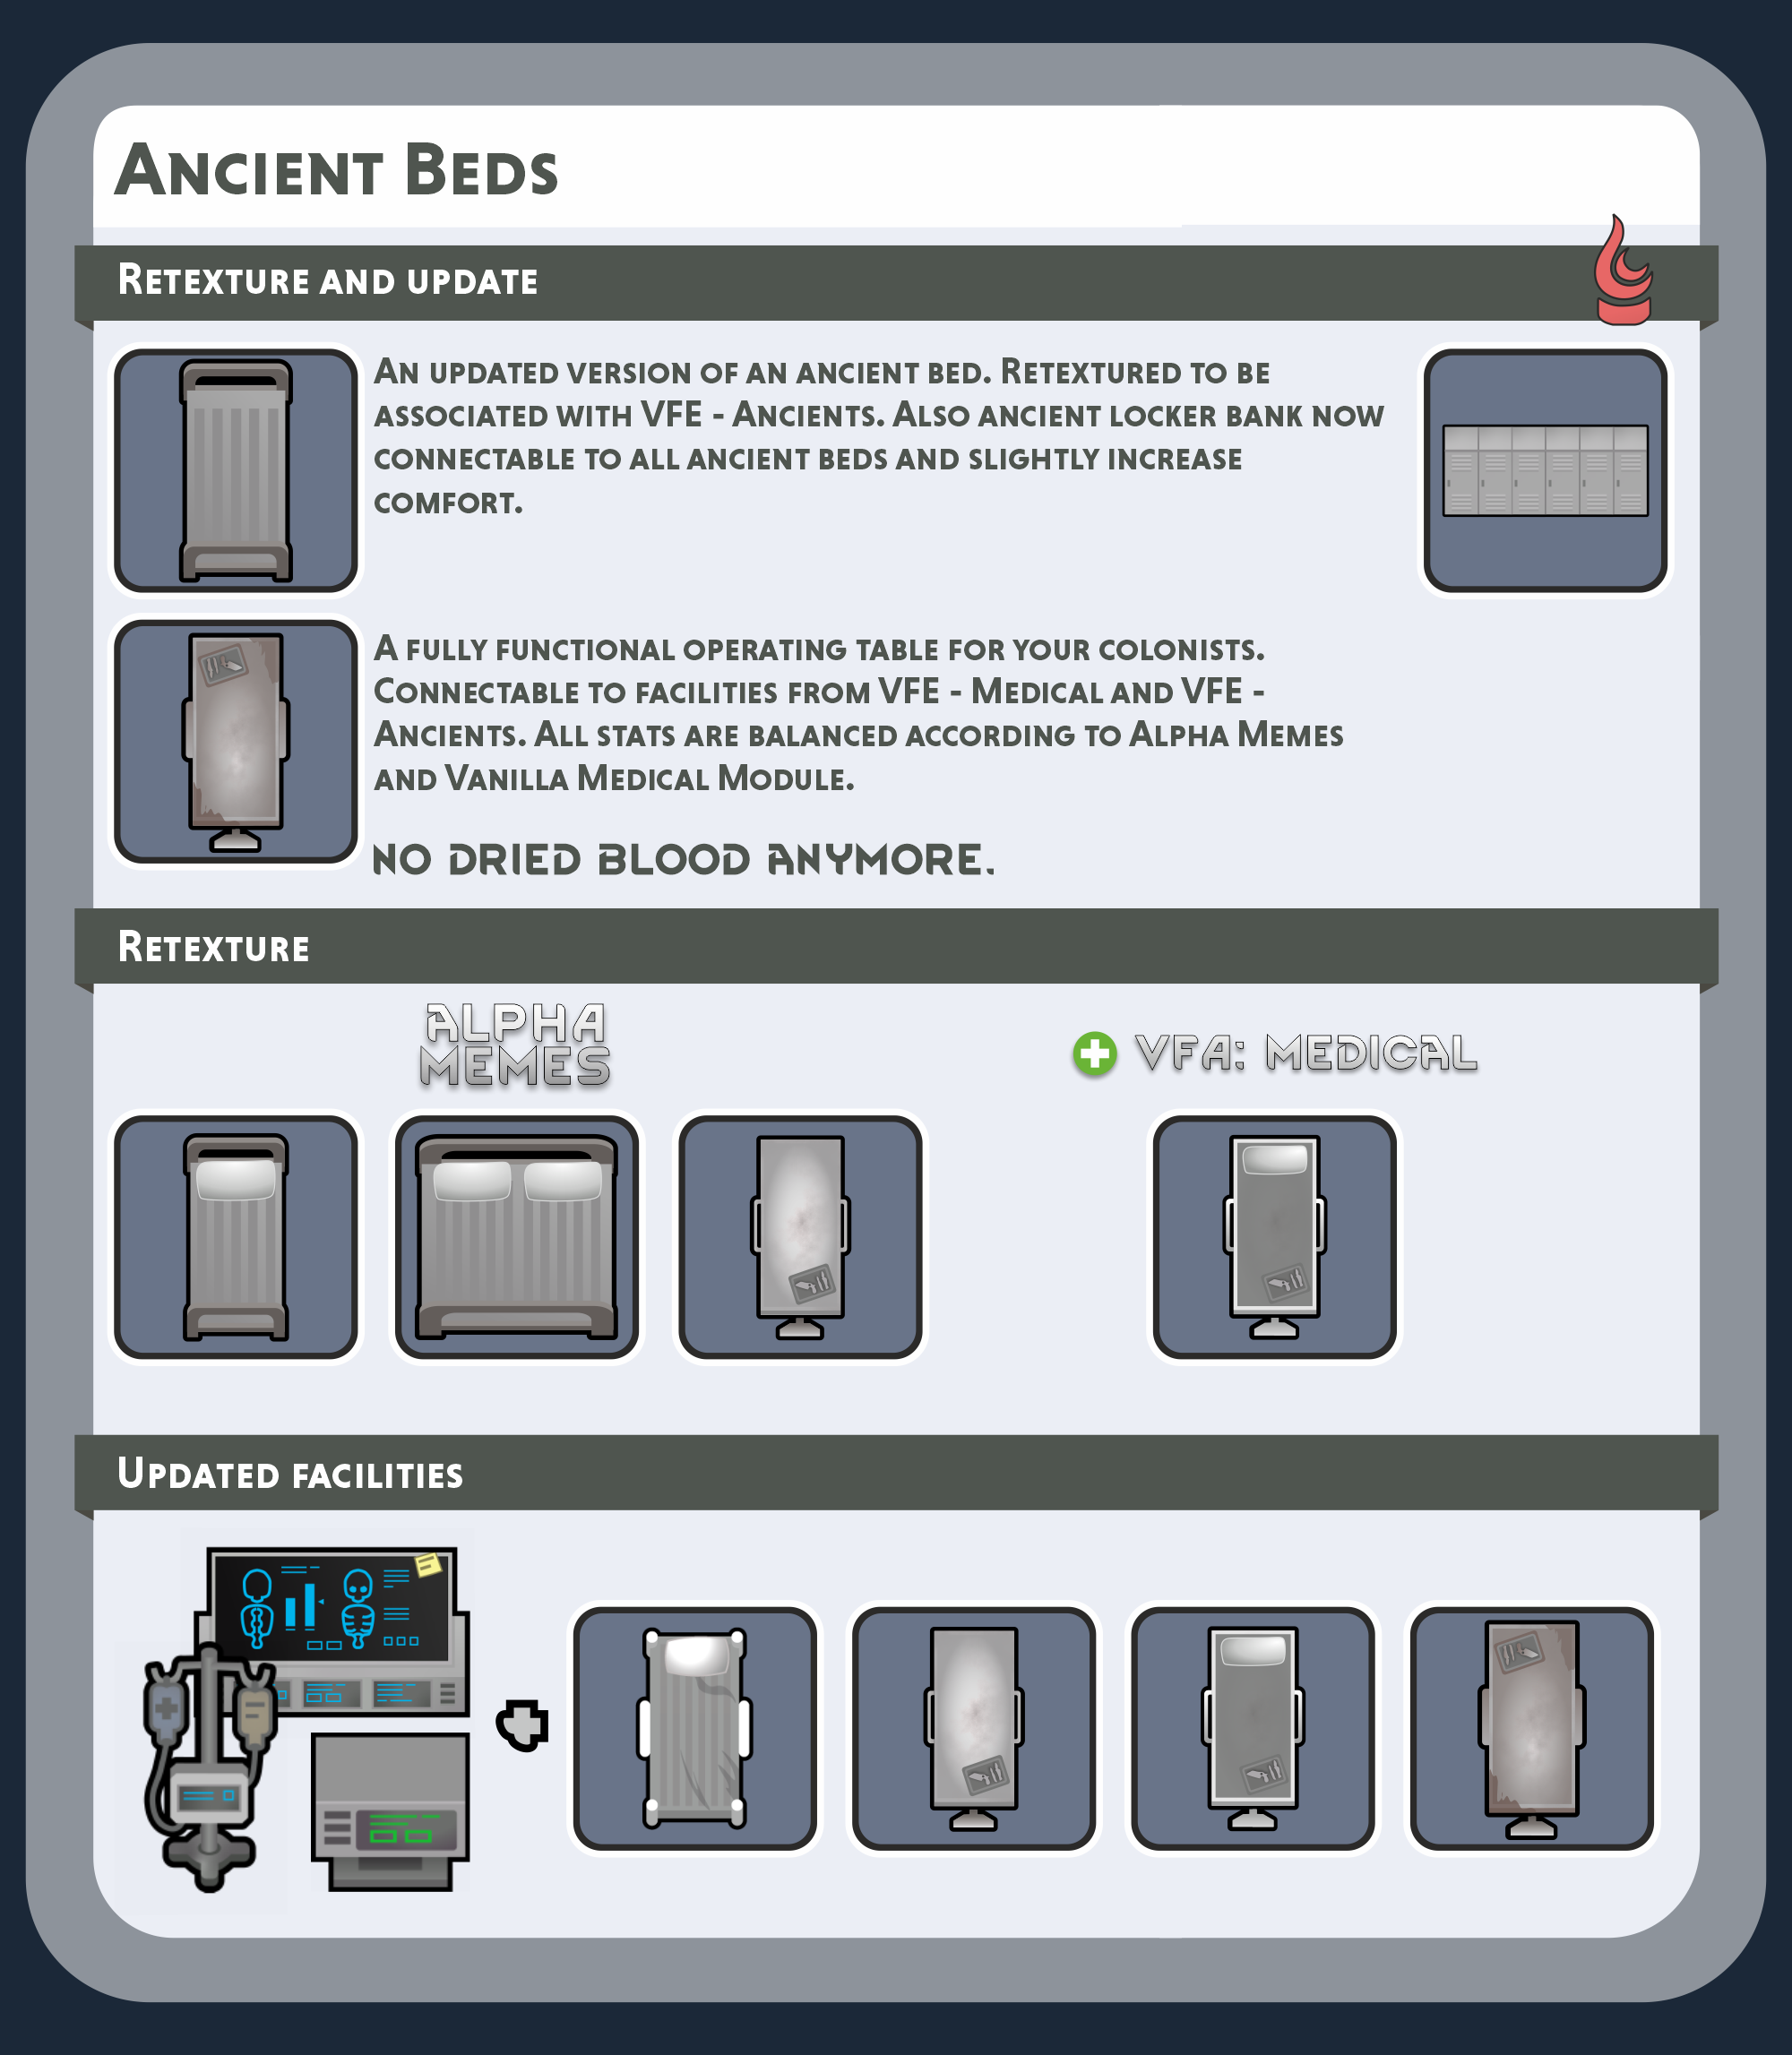 Ancient Beds
Retexture and update
An updated version of an ancient bed. Retextured to be
associated with VFE - Ancients. Also ancient locker bank now
connectable to all ancient beds and slightly increase
comfort.
A fully functional operating table for your colonists.
Connectable to facilities from VFE - Medical and VFE -
Ancients. All stats are balanced according to Alpha Memes
and Vanilla Medical Module.
NO DRIED BLOOD ANYMORE.
Retexture
ALPHA
MEMES
VFA: MEDICAL
Updated facilities